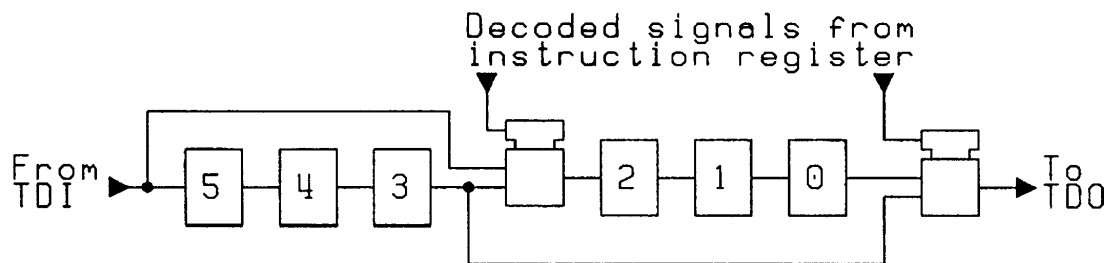 Decoded signals from
instruction register
From
TDI
5
4
3
2
1
0
To
TDO